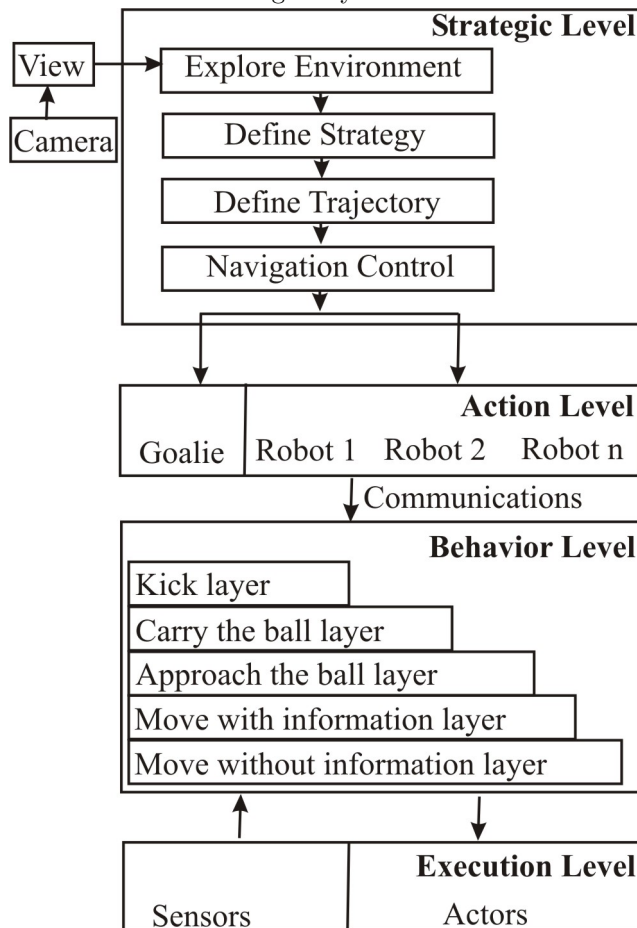 Strategic Level
View
Explore Environment
Camera
Define Strategy
Define Trajectory
Navigation Control
Action Level
Goalie Robot 1 Robot 2 Robot n
Communications
Behavior Level
Kick layer
Carry the ball layer
Approach the ball layer
Move with information layer
Move without information layer
Execution Level
Sensors Actors